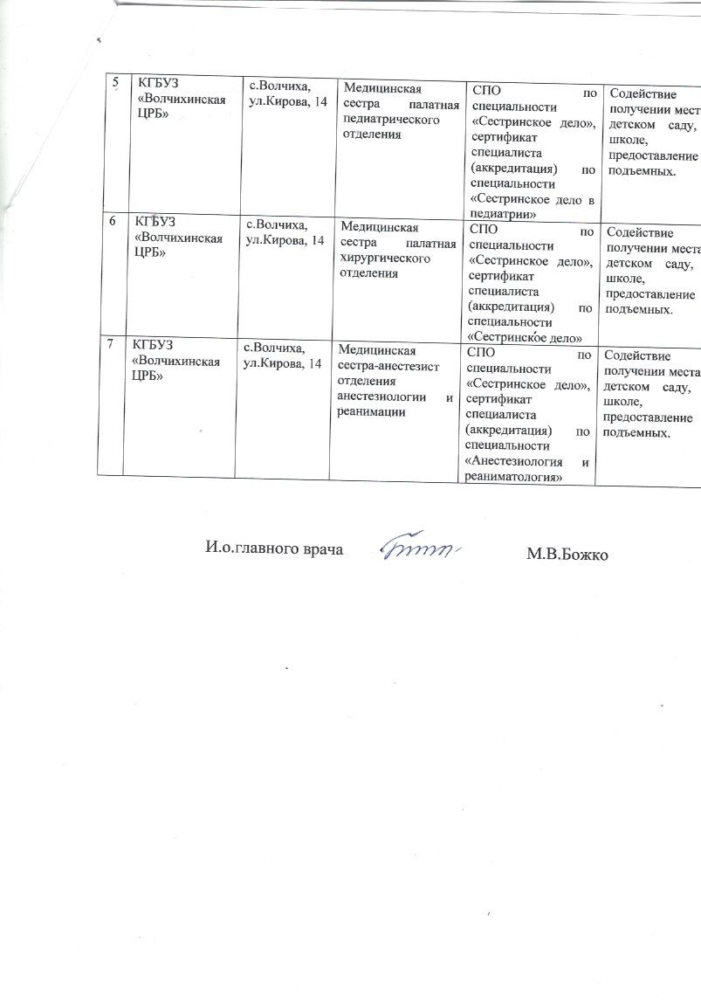 5
КГБУЗ
«Волчихинская
ЦРБ»
с.Волчиха,
ул.Кирова, 14
Медицинская
сестра палатная
педиатрического
отделения
СПО по
специальности
«Сестринское дело»,
сертификат
специалиста
(аккредитация) по
специальности
«Сестринское дело в
педиатрии»
Содействие
получении мест
детском саду,
школе,
предоставление
подъемных.
6
КГБУЗ
«Волчихинская
ЦРБ»
с.Волчиха,
ул.Кирова, 14
Медицинская
сестра палатная
хирургического
отделения
СПО по
специальности
«Сестринское дело»,
сертификат
специалиста
(аккредитация) по
специальности
«Сестринское дело»
Содействие
получении места
детском саду,
школе,
предоставление
подъемных.
7
КГБУЗ
«Волчихинская
ЦРБ»
с.Волчиха,
ул.Кирова, 14
Медицинская
сестра-анестезист
отделения
анестезиологии и
реанимации
СПО по
специальности
«Сестринское дело»,
сертификат
специалиста
(аккредитация) по
специальности
«Анестезиология и
реаниматология»
Содействие
получении места
детском саду,
школе,
предоставление
подъемных.
И.о.главного врача М.В.Божко